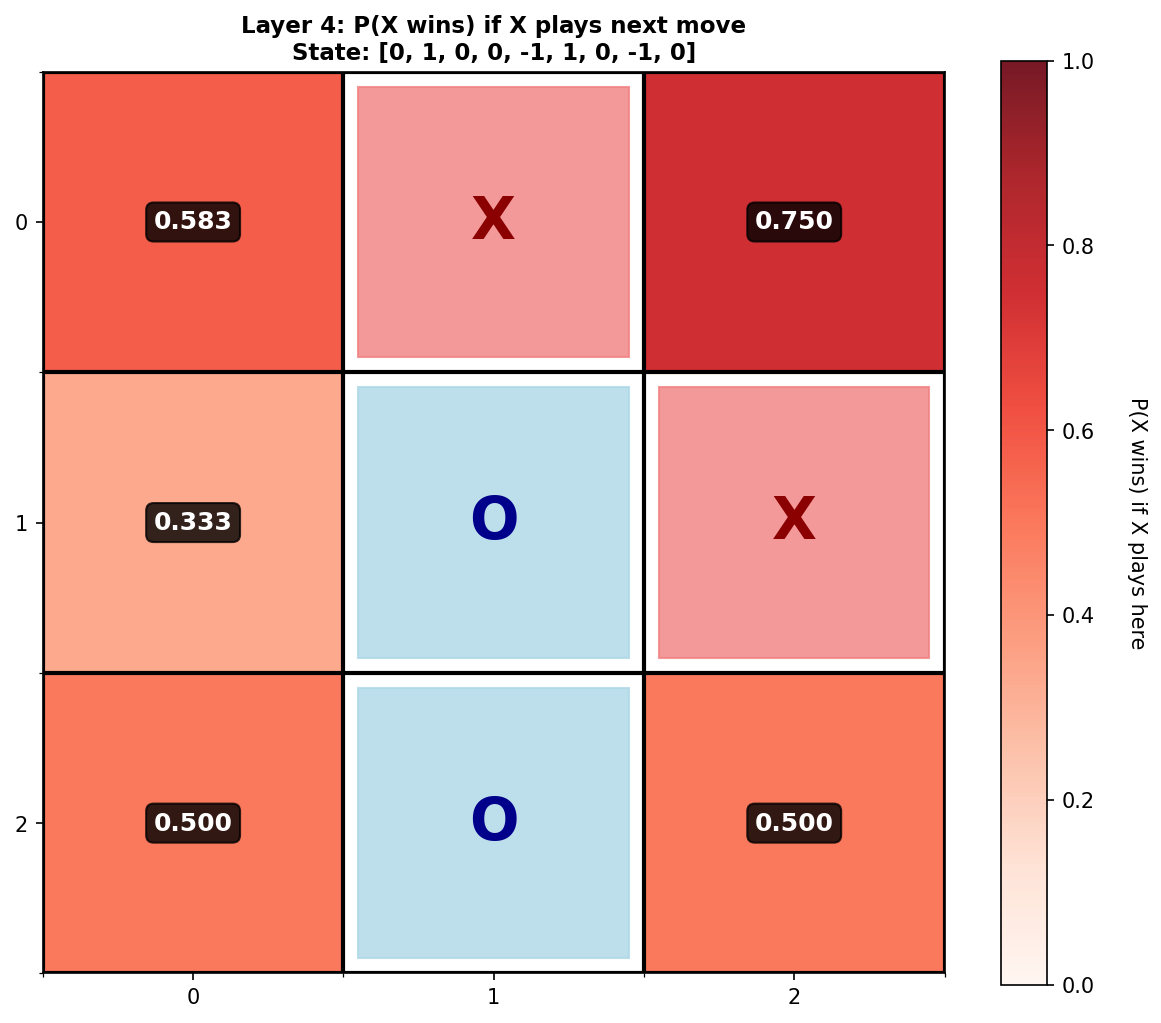 Layer 4: P(X wins) if X plays next move
State: [0, 1, 0, 0, -1, 1, 0, -1, 0]
0
0.583
X
0.750
1
0.333
O
X
2
0.500
O
0.500
0
1
2
1.0
0.8
0.6
0.4
0.2
0.0
P(X wins) if X plays here